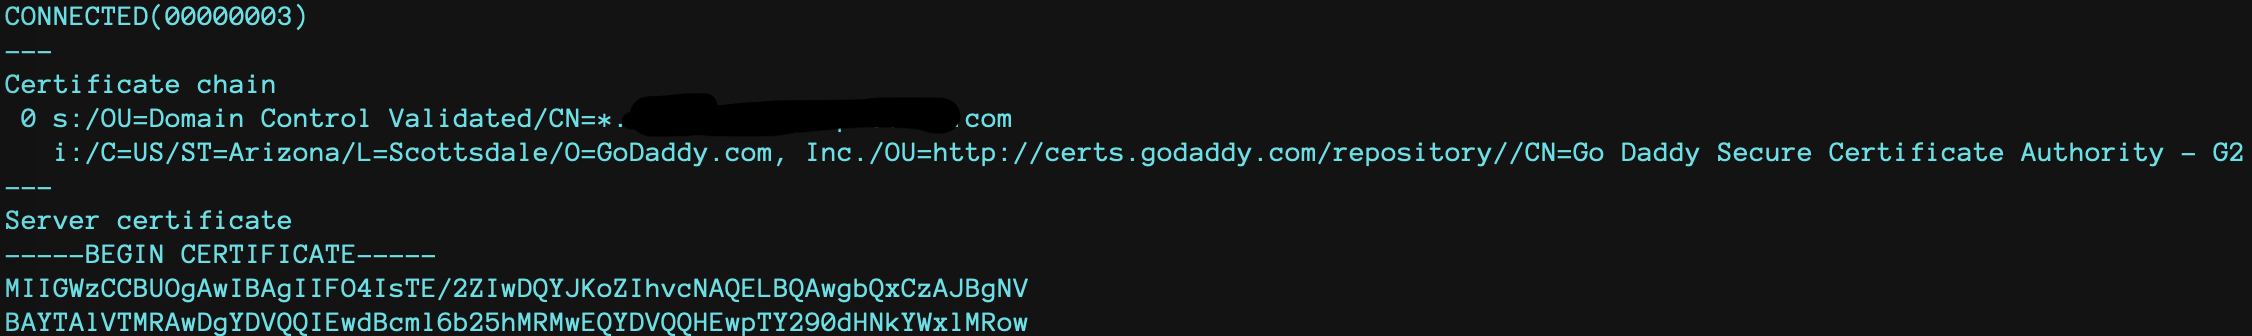 CONNECTED(00000003)
---
Certificate chain
 0 s:/OU=Domain Control Validated/CN=*.com
   i:/C=US/ST=Arizona/L=Scottsdale/O=GoDaddy.com, Inc./OU=http://certs.godaddy.com/repository//CN=Go Daddy Secure Certificate Authority - G2
---
Server certificate
-----BEGIN CERTIFICATE-----
MIIGWzCCBUOgAwIBAgIIFO4IsTE/2ZIwDQYJKoZIhvcNAQELBQAwgbQxCzAJBgNV
BAYTAlVTMRAwDgYDVQQIEwdBcml6b25hMRMwEQYDVQQHEwpTY290dHNkYWxlMRow